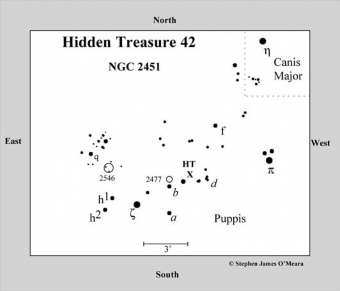 North
Hidden Treasure 42
NGC 2451
η
Canis
Major
East
West
f
q
2546
2477
HT
X
π
b
d
h1
h2
ζ
a
Puppis
3°
© Stephen James O'Meara
South